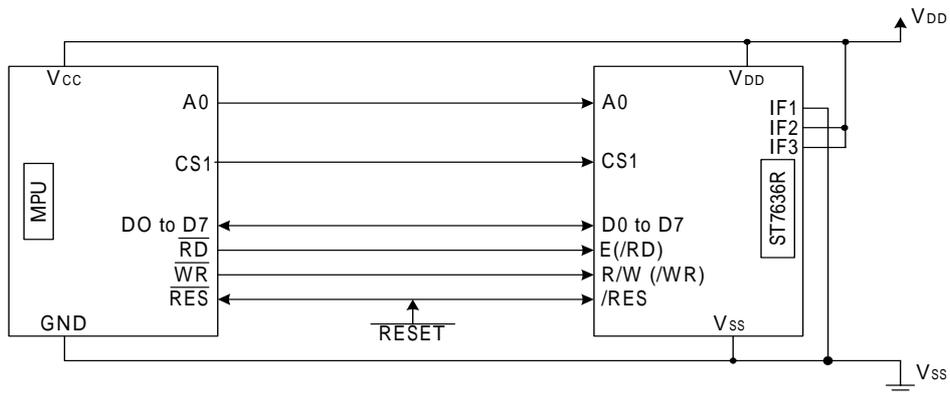 VDD
VCC
VDD
A0
A0
IF1
IF2
IF3
CS1
CS1
MPU
ST7636R
DO to D7
D0 to D7
RD
E(/RD)
WR
R/W (/WR)
RES
/RES
GND
RESET
VSS
VSS